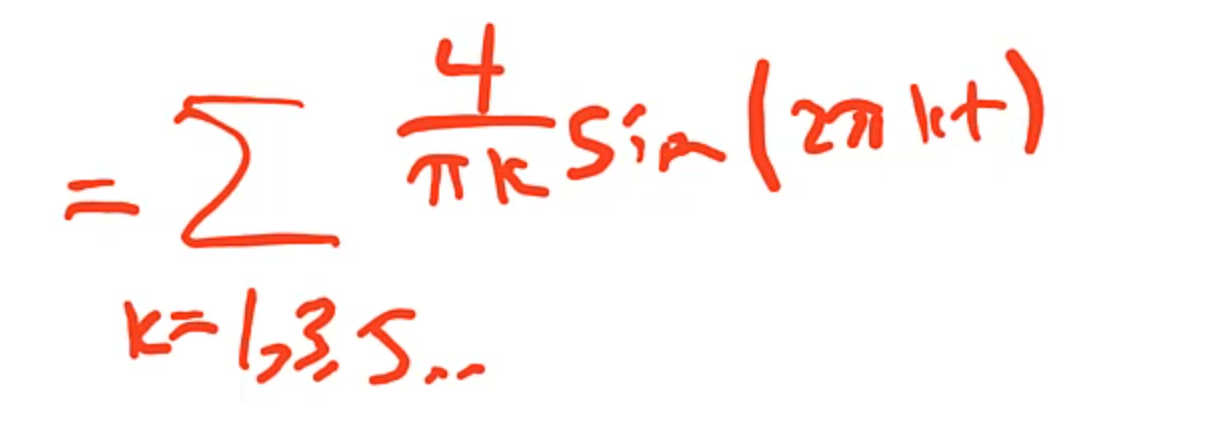 = ∑ 4/πk sin(2πkt)
k=1,3,5...